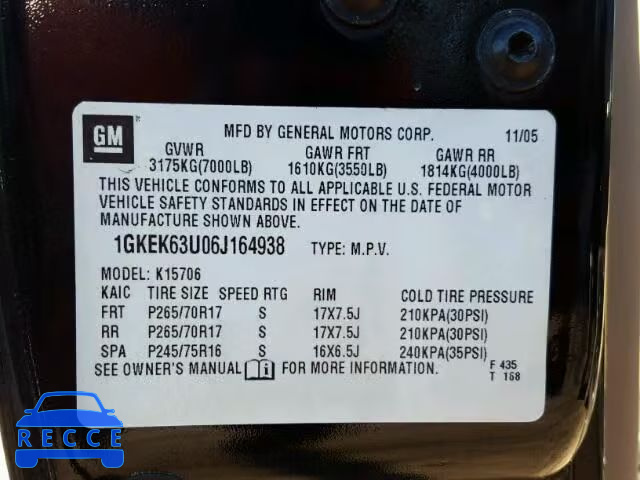 GM
MFD BY GENERAL MOTORS CORP. 11/05
GVWR GAWR FRT GAWR RR
3175KG(7000LB) 1610KG(3550LB) 1814KG(4000LB)
THIS VEHICLE CONFORMS TO ALL APPLICABLE U.S. FEDERAL MOTOR
VEHICLE SAFETY STANDARDS IN EFFECT ON THE DATE OF
MANUFACTURE SHOWN ABOVE.
1GKEK63U06J164938 TYPE: M.P.V.
MODEL: K15706
KAIC TIRE SIZE SPEED RTG RIM COLD TIRE PRESSURE
FRT P265/70R17 S 17X7.5J 210KPA(30PSI)
RR P265/70R17 S 17X7.5J 210KPA(30PSI)
SPA P245/75R16 S 16X6.5J 240KPA(35PSI)
SEE OWNER'S MANUAL FOR MORE INFORMATION.
F 435
T 168
RECCE